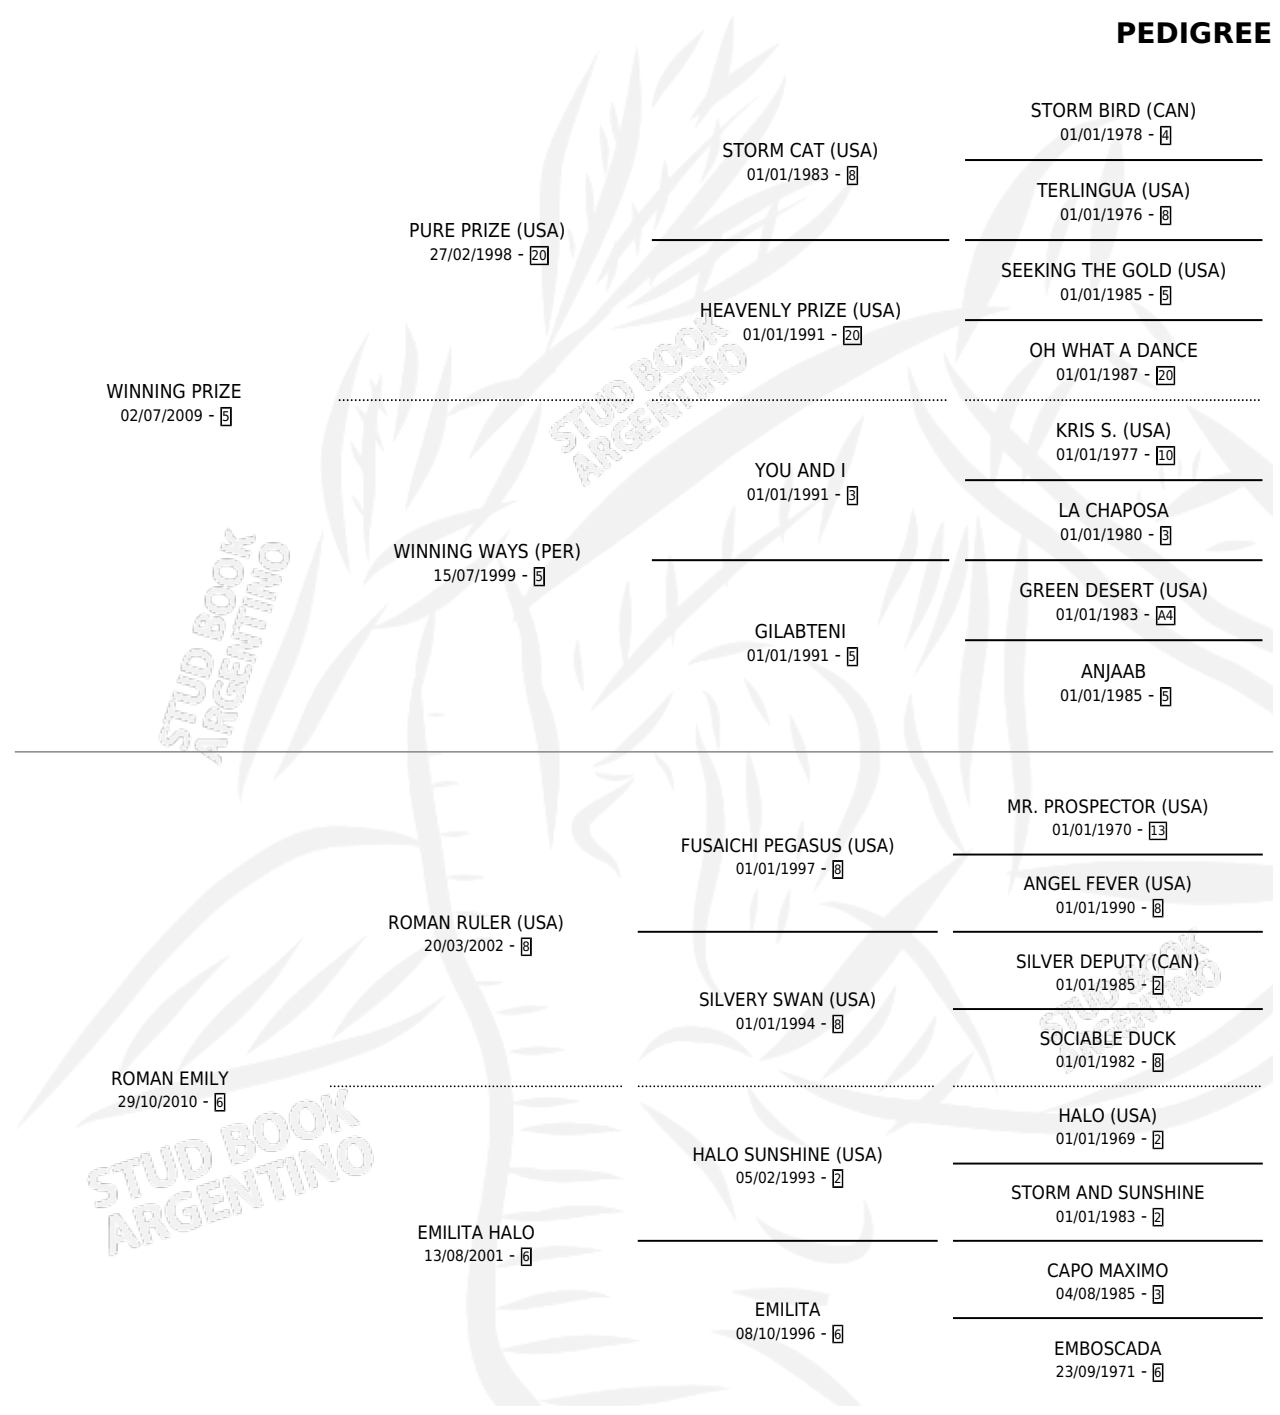 PEDIGREE
STORM BIRD (CAN)
01/01/1978 - 4
STORM CAT (USA)
01/01/1983 - 8
TERLINGUA (USA)
01/01/1976 - 8
PURE PRIZE (USA)
27/02/1998 - 20
SEEKING THE GOLD (USA)
01/01/1985 - 5
HEAVENLY PRIZE (USA)
01/01/1991 - 20
OH WHAT A DANCE
01/01/1987 - 20
WINNING PRIZE
02/07/2009 - 5
KRIS S. (USA)
01/01/1977 - 10
YOU AND I
01/01/1991 - 3
LA CHAPOSA
01/01/1980 - 3
WINNING WAYS (PER)
15/07/1999 - 5
GREEN DESERT (USA)
01/01/1983 - A4
GILABTENI
01/01/1991 - 5
ANJAAB
01/01/1985 - 5
MR. PROSPECTOR (USA)
01/01/1970 - 13
FUSAICHI PEGASUS (USA)
01/01/1997 - 8
ANGEL FEVER (USA)
01/01/1990 - 8
ROMAN RULER (USA)
20/03/2002 - 8
SILVER DEPUTY (CAN)
01/01/1985 - 2
SILVERY SWAN (USA)
01/01/1994 - 8
SOCIABLE DUCK
01/01/1982 - 8
ROMAN EMILY
29/10/2010 - 6
HALO (USA)
01/01/1969 - 2
HALO SUNSHINE (USA)
05/02/1993 - 2
STORM AND SUNSHINE
01/01/1983 - 2
EMILITA HALO
13/08/2001 - 6
CAPO MAXIMO
04/08/1985 - 3
EMILITA
08/10/1996 - 6
EMBOSCADA
23/09/1971 - 6
STUD BOOK
ARGENTINO
STUD BOOK
ARGENTINO
STUD BOOK
ARGENTINO
STUD BOOK
ARGENTINO